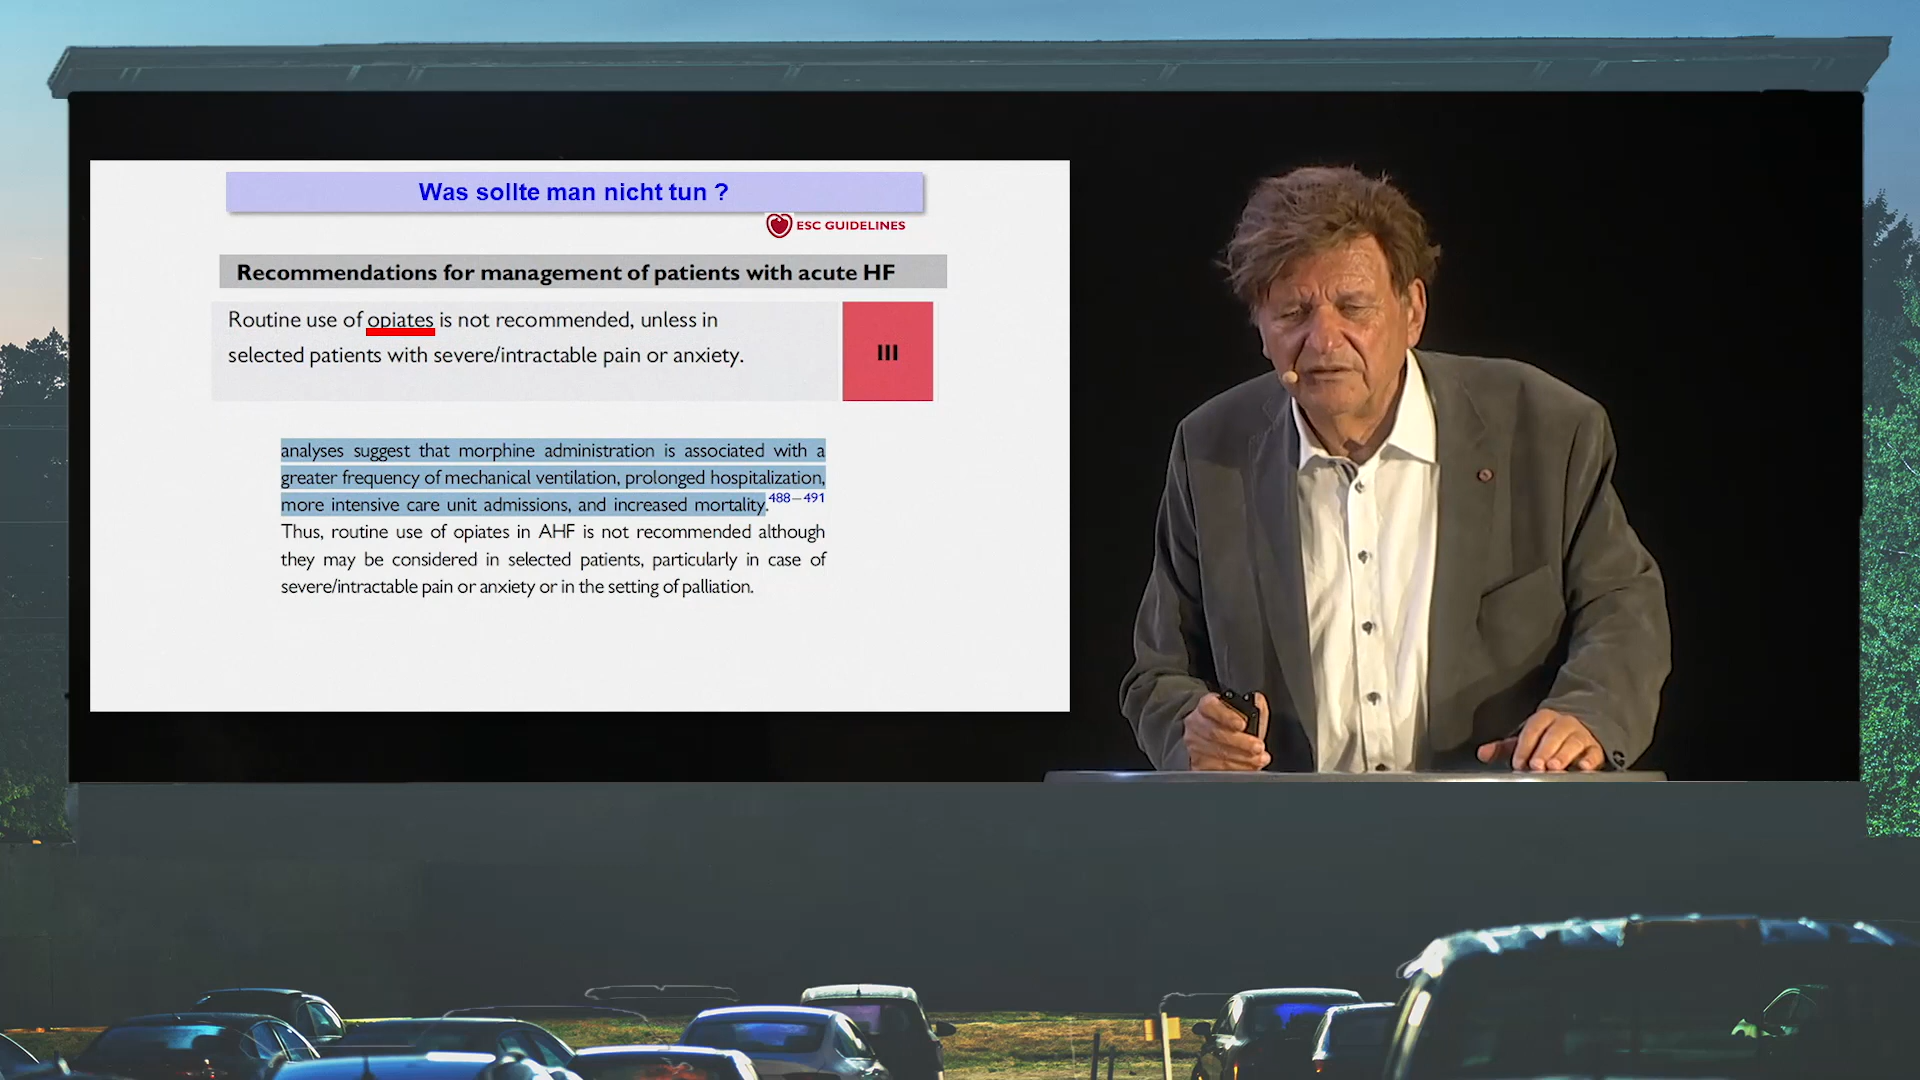 Was sollte man nicht tun ?
ESC GUIDELINES
Recommendations for management of patients with acute HF
Routine use of opiates is not recommended, unless in
selected patients with severe/intractable pain or anxiety.
III
analyses suggest that morphine administration is associated with a
greater frequency of mechanical ventilation, prolonged hospitalization,
more intensive care unit admissions, and increased mortality.488–491
Thus, routine use of opiates in AHF is not recommended although
they may be considered in selected patients, particularly in case of
severe/intractable pain or anxiety or in the setting of palliation.